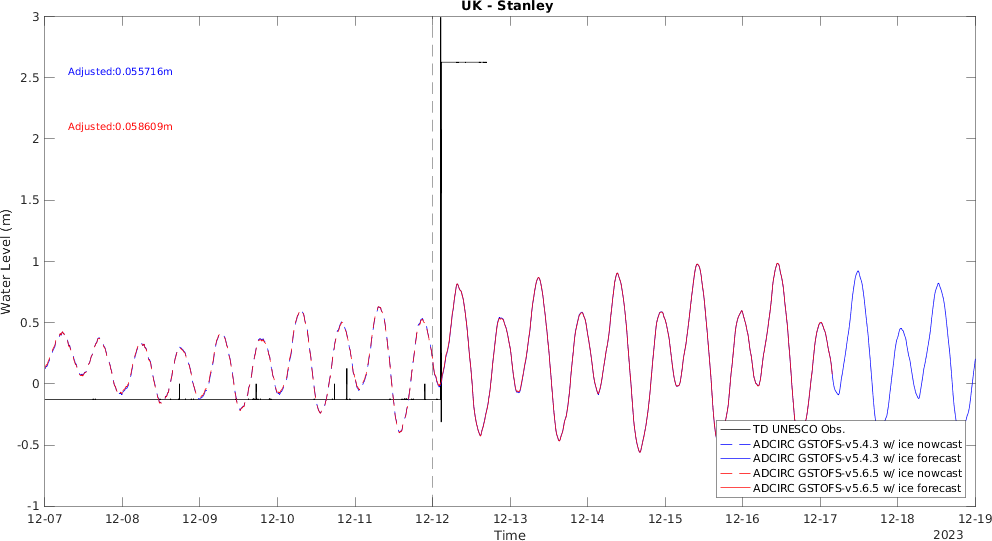 UK - Stanley
3
2.5
2
1.5
1
0.5
0
-0.5
-1
Water Level (m)
Adjusted:0.055716m
Adjusted:0.058609m
TD UNESCO Obs.
ADCIRC GSTOFS-v5.4.3 w/ ice nowcast
ADCIRC GSTOFS-v5.4.3 w/ ice forecast
ADCIRC GSTOFS-v5.6.5 w/ ice nowcast
ADCIRC GSTOFS-v5.6.5 w/ ice forecast
12-07 12-08 12-09 12-10 12-11 12-12 12-13 12-14 12-15 12-16 12-17 12-18 12-19
Time
2023